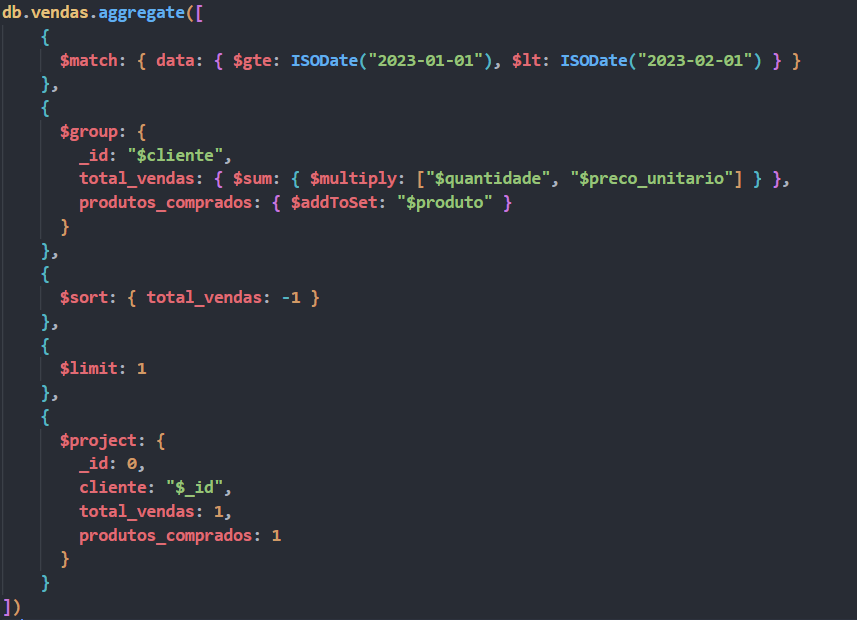 db.vendas.aggregate([
    {
      $match: { data: { $gte: ISODate("2023-01-01"), $lt: ISODate("2023-02-01") } }
    },
    {
      $group: {
        _id: "$cliente",
        total_vendas: { $sum: { $multiply: ["$quantidade", "$preco_unitario"] } },
        produtos_comprados: { $addToSet: "$produto" }
      }
    },
    {
      $sort: { total_vendas: -1 }
    },
    {
      $limit: 1
    },
    {
      $project: {
        _id: 0,
        cliente: "$_id",
        total_vendas: 1,
        produtos_comprados: 1
      }
    }
])